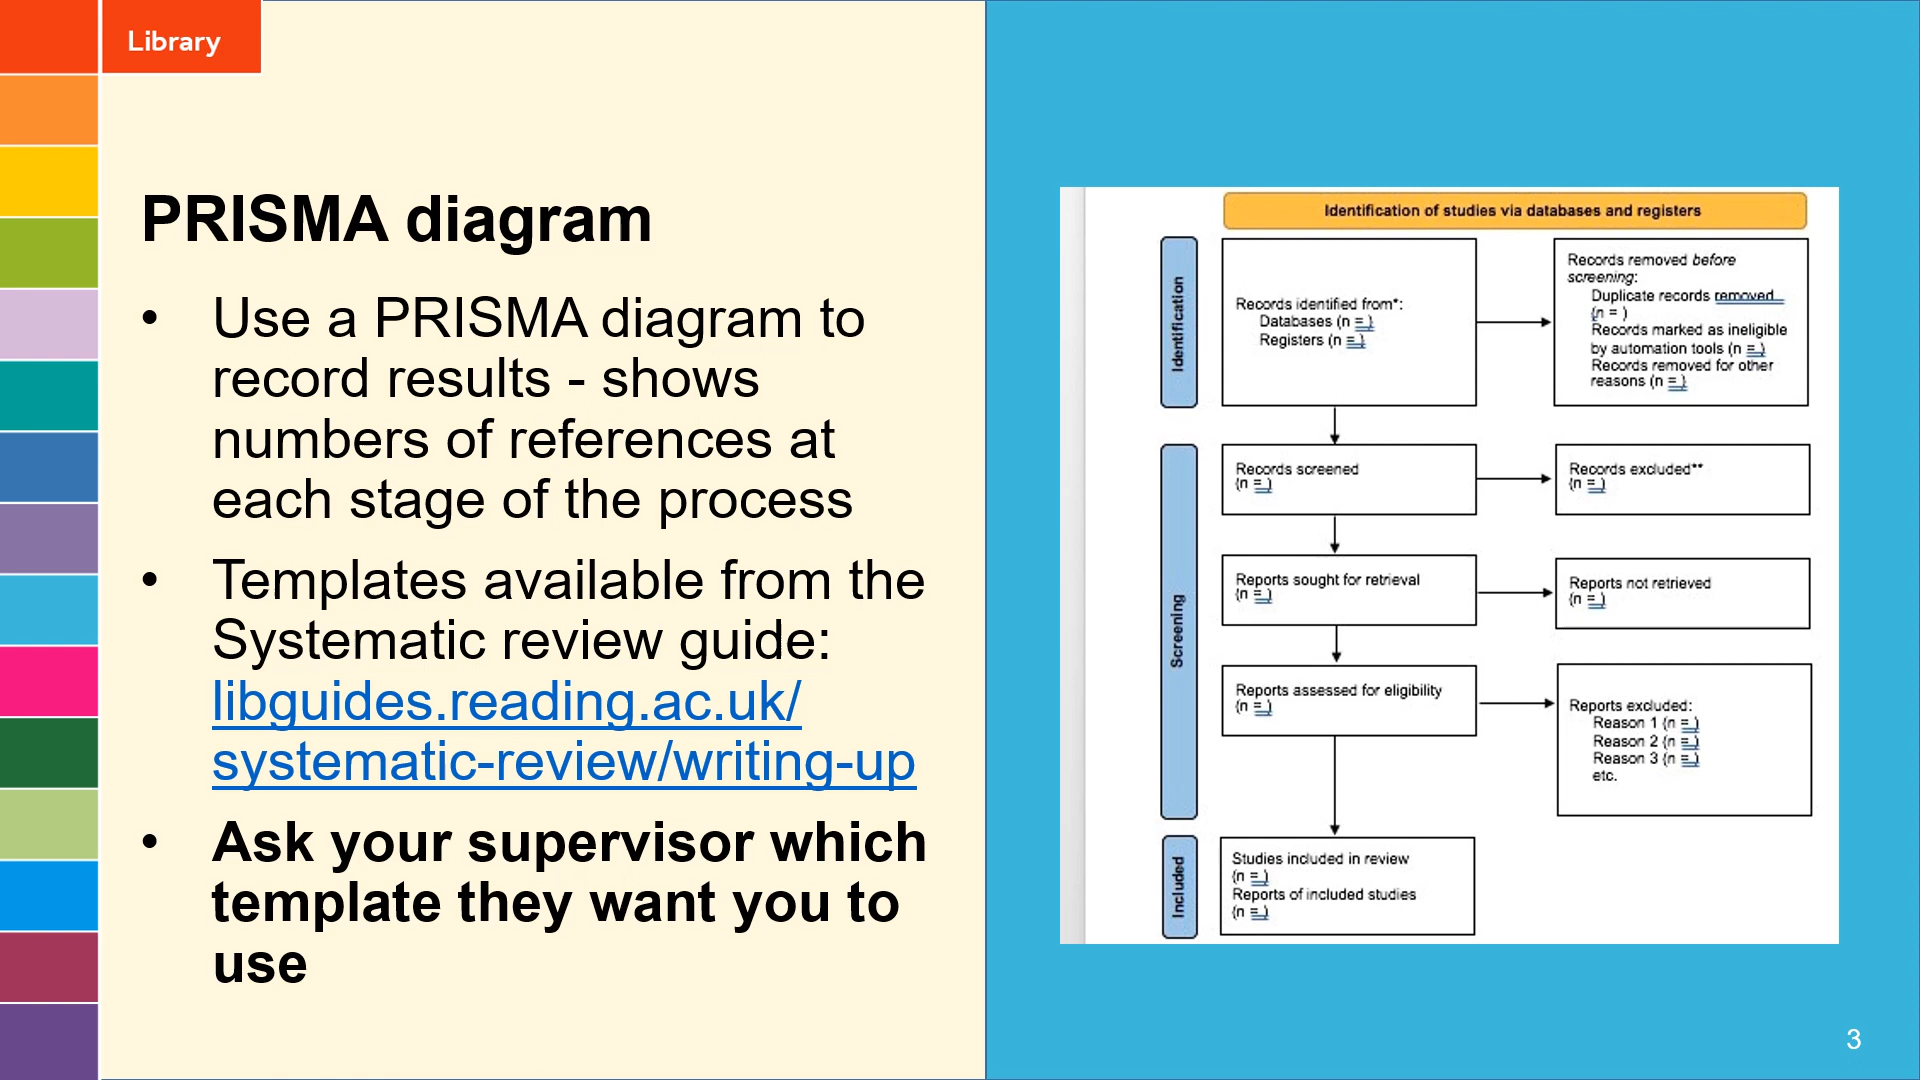 Library
PRISMA diagram
• Use a PRISMA diagram to
record results - shows
numbers of references at
each stage of the process
• Templates available from the
Systematic review guide:
libguides.reading.ac.uk/
systematic-review/writing-up
• Ask your supervisor which
template they want you to
use
Identification of studies via databases and registers
Identification
Records identified from*:
Databases (n = )
Registers (n = )
Records removed before
screening:
Duplicate records removed
(n = )
Records marked as ineligible
by automation tools (n = )
Records removed for other
reasons (n = )
Screening
Records screened
(n = )
Records excluded**
(n = )
Reports sought for retrieval
(n = )
Reports not retrieved
(n = )
Reports assessed for eligibility
(n = )
Reports excluded:
Reason 1 (n = )
Reason 2 (n = )
Reason 3 (n = )
etc.
Included
Studies included in review
(n = )
Reports of included studies
(n = )
3